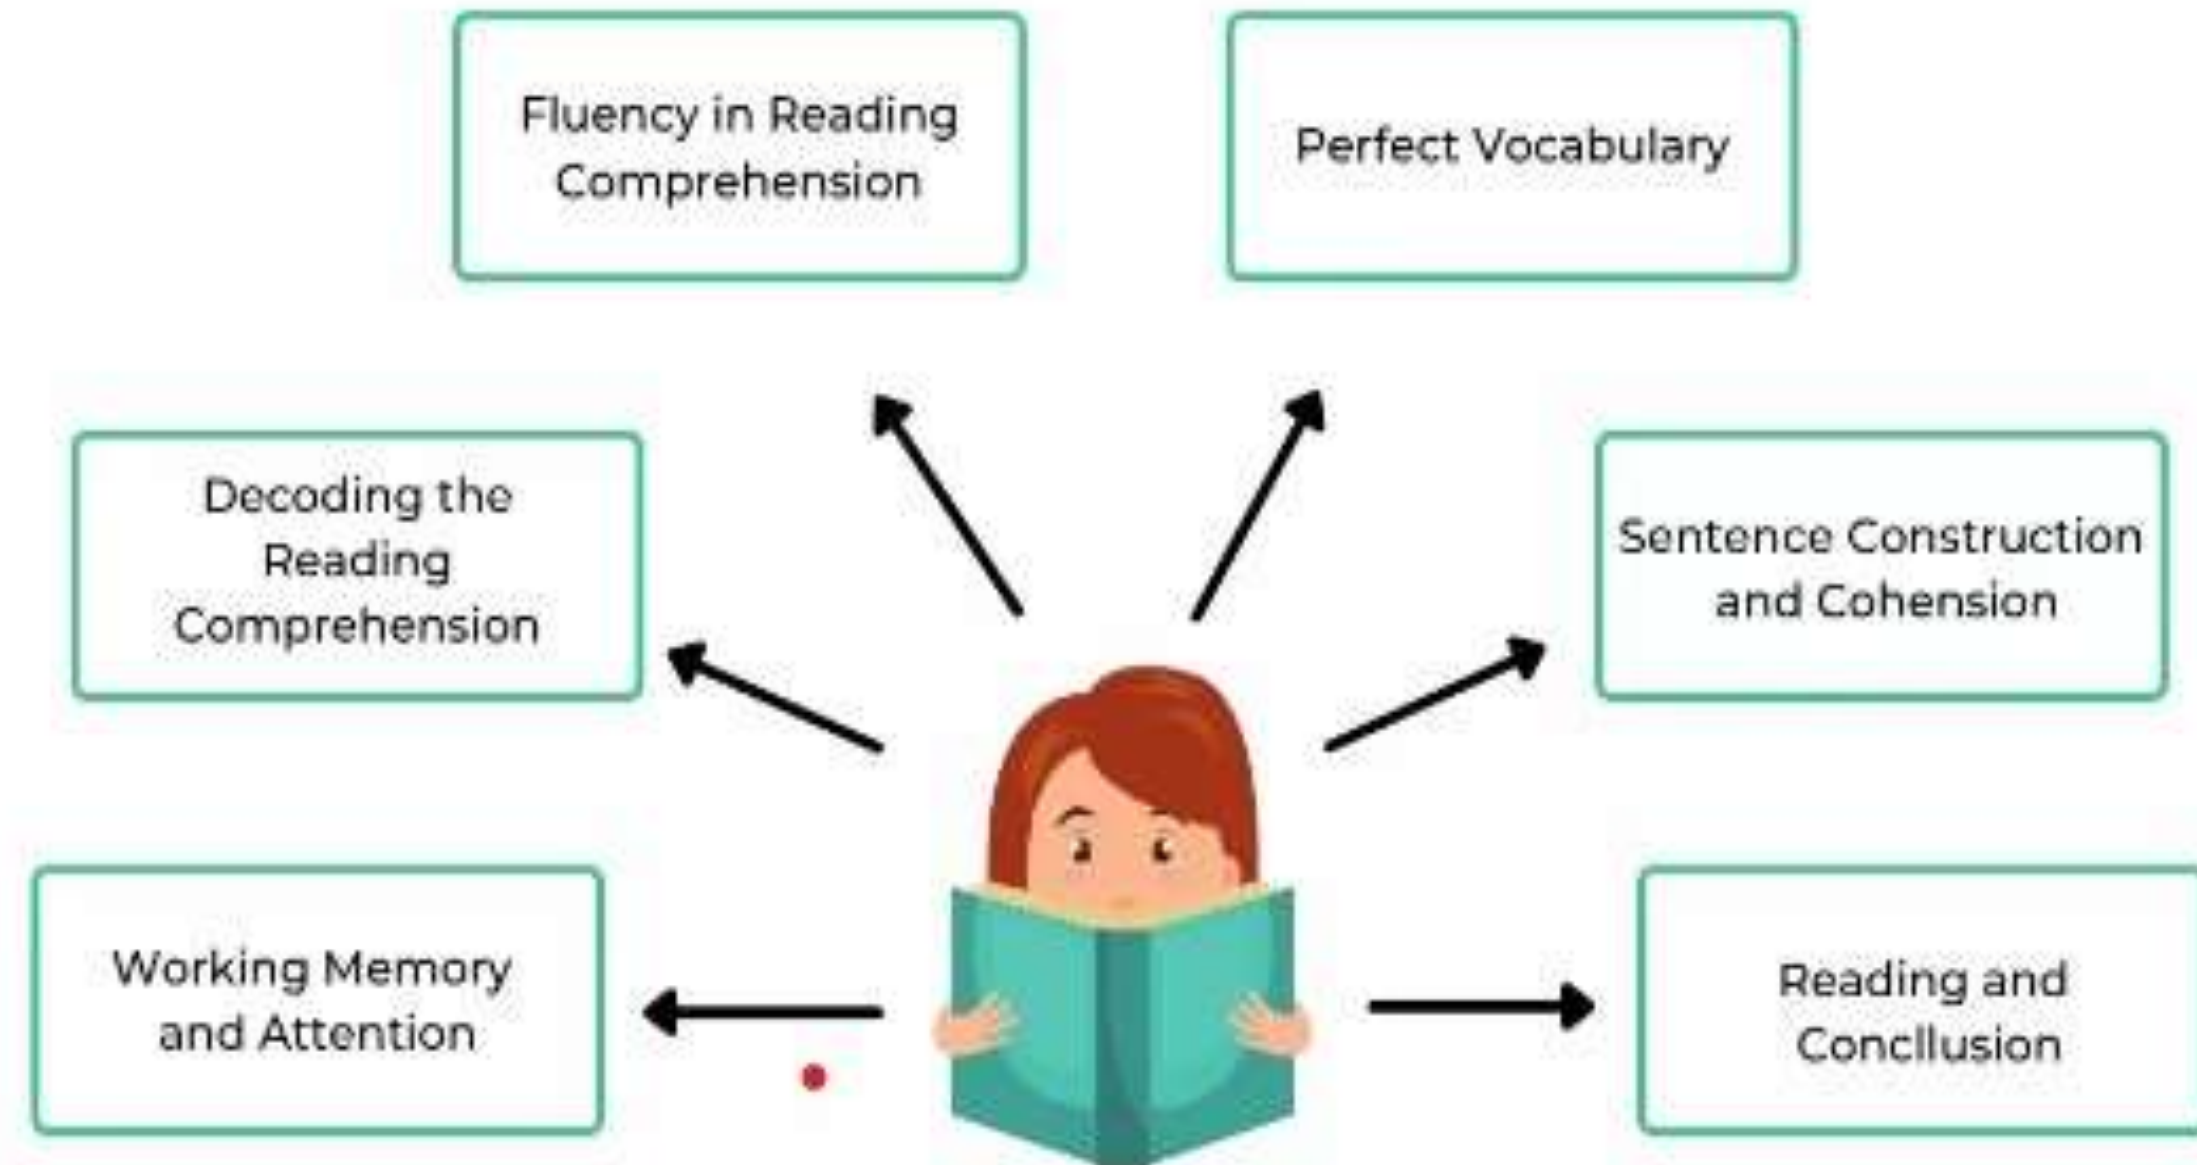 Fluency in Reading
Comprehension
Perfect Vocabulary
Decoding the
Reading
Comprehension
Sentence Construction
and Cohension
Working Memory
and Attention
Reading and
Concllusion